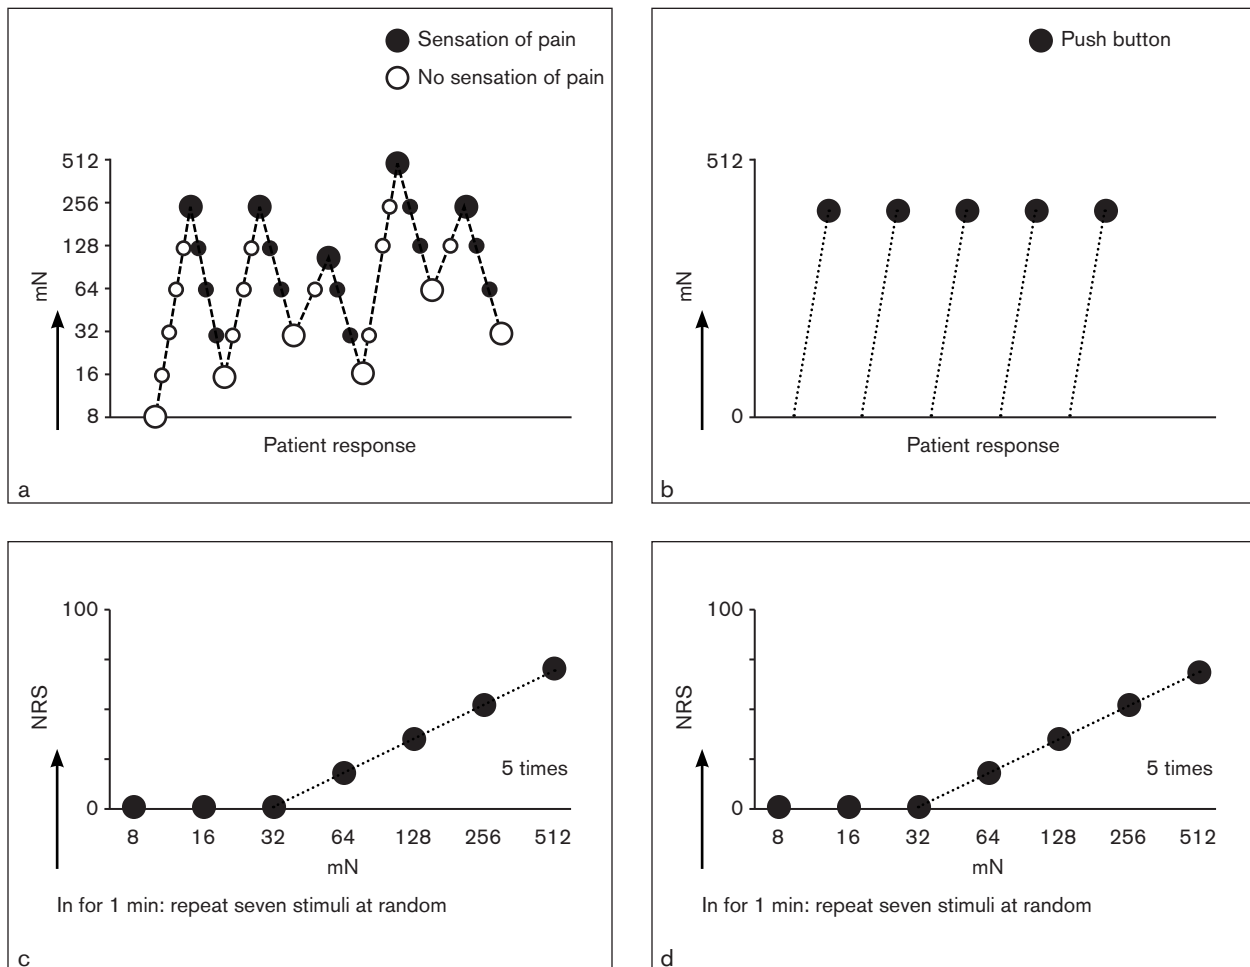 Sensation of pain
No sensation of pain
512
256
128
64
32
16
8
mN
Patient response
a
Push button
512
0
mN
Patient response
b
100
0
NRS
5 times
8 16 32 64 128 256 512
mN
In for 1 min: repeat seven stimuli at random
c
100
0
NRS
5 times
8 16 32 64 128 256 512
mN
In for 1 min: repeat seven stimuli at random
d